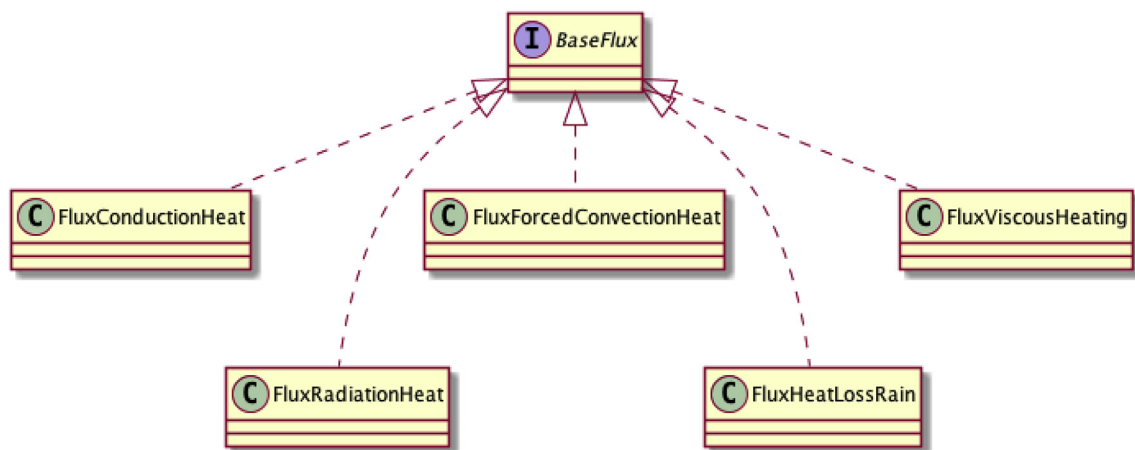 I BaseFlux
C FluxConductionHeat
C FluxForcedConvectionHeat
C FluxViscousHeating
C FluxRadiationHeat
C FluxHeatLossRain